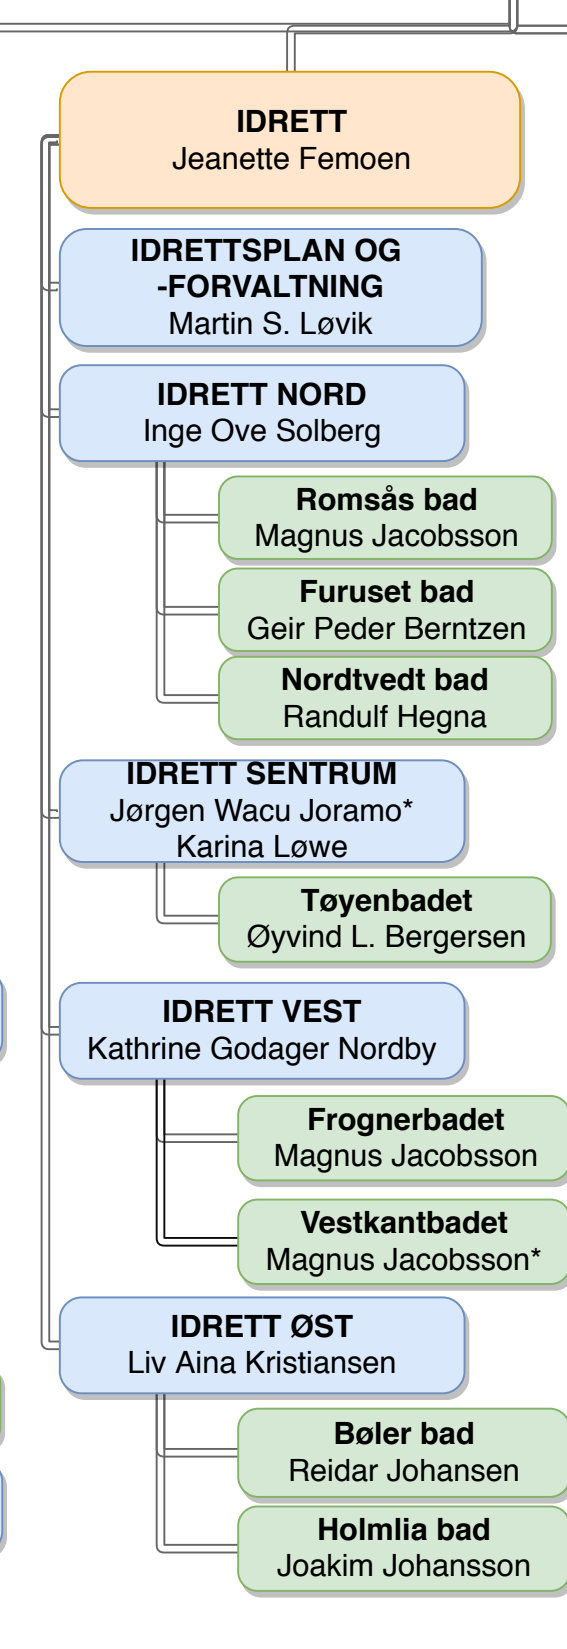 IDRETT
Jeanette Femoen
IDRETTSPLAN OG
-FORVALTNING
Martin S. Løvik
IDRETT NORD
Inge Ove Solberg
Romsås bad
Magnus Jacobsson
Furuset bad
Geir Peder Berntzen
Nordtvedt bad
Randulf Hegna
IDRETT SENTRUM
Jørgen Wacu Joramo*
Karina Løwe
Tøyenbadet
Øyvind L. Bergersen
IDRETT VEST
Kathrine Godager Nordby
Frognerbadet
Magnus Jacobsson
Vestkantbadet
Magnus Jacobsson*
IDRETT ØST
Liv Aina Kristiansen
Bøler bad
Reidar Johansen
Holmlia bad
Joakim Johansson